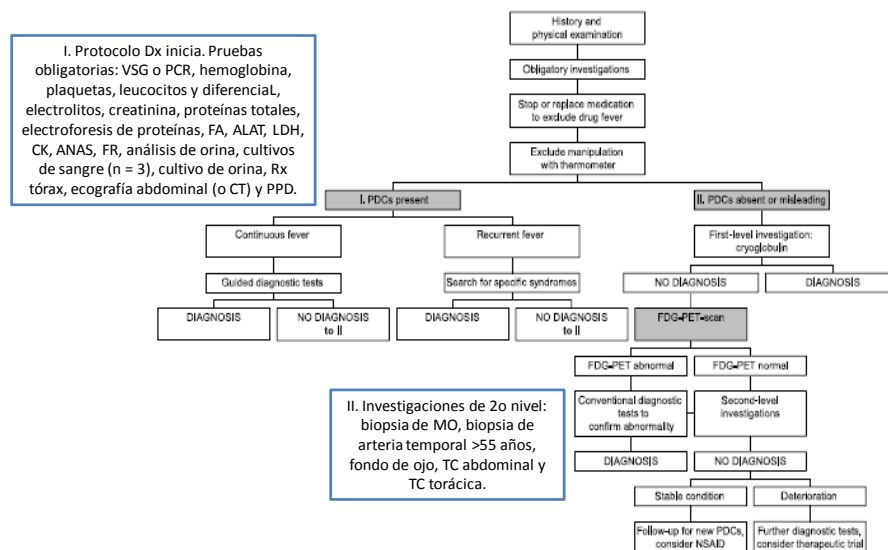 I. Protocolo Dx inicia. Pruebas
obligatorias: VSG o PCR, hemoglobina,
plaquetas, leucocitos y diferenciaL,
electrolitos, creatinina, proteínas totales,
electroforesis de proteínas, FA, ALAT, LDH,
CK, ANAS, FR, análisis de orina, cultivos
de sangre (n = 3), cultivo de orina, Rx
tórax, ecografía abdominal (o CT) y PPD.
History and
physical examination
Obligatory investigations
Stop or replace medication
to exclude drug fever
Exclude manipulation
with thermometer
I. PDCs present
II. PDCs absent or misleading
Continuous fever
Recurrent fever
First-level investigation:
cryoglobulin
Guided diagnostic tests
Search for specific syndromes
NO DIAGNOSIS
DIAGNOSIS
DIAGNOSIS
NO DIAGNOSIS
to II
DIAGNOSIS
NO DIAGNOSIS
to II
FDG-PET-scan
FDG-PET abnormal
FDG-PET normal
Conventional diagnostic
tests to
confirm abnormality
Second-level
investigations
DIAGNOSIS
NO DIAGNOSIS
Stable condition
Deterioration
Follow-up for new PDCs,
consider NSAID
Further diagnostic tests,
consider therapeutic trial
II. Investigaciones de 2o nivel:
biopsia de MO, biopsia de
arteria temporal >55 años,
fondo de ojo, TC abdominal y
TC torácica.